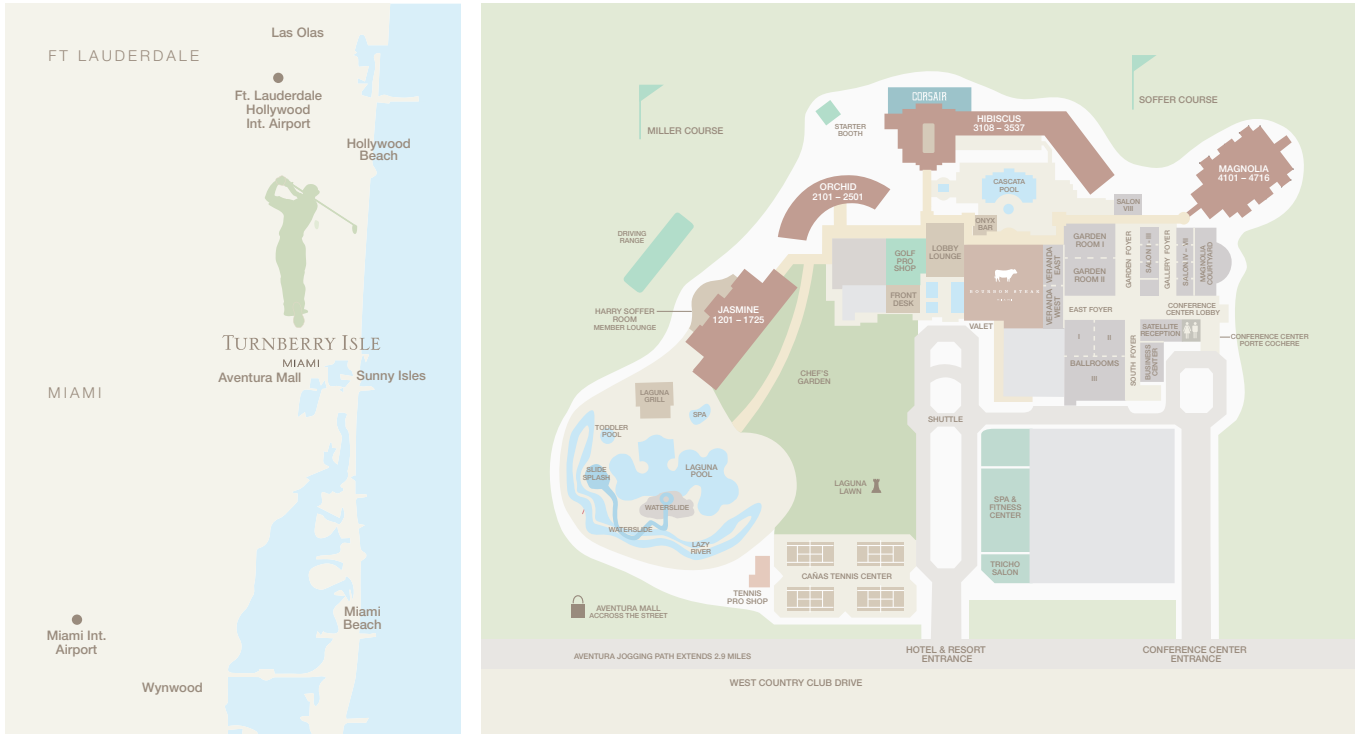 Las Olas
FT LAUDERDALE
Ft. Lauderdale
Hollywood
Int. Airport
Hollywood
Beach
TURNBERRY ISLE
MIAMI
Aventura Mall
Sunny Isles
MIAMI
Miami
Beach
Miami Int.
Airport
Wynwood
MILLER COURSE
SOFFER COURSE
STARTER
BOOTH
CORSAIR
HIBISCUS
3108 – 3537
MAGNOLIA
4101 – 4716
ORCHID
2101 – 2501
CASCATA
POOL
SALON
VIII
ONYX
BAR
DRIVING
RANGE
GOLF
PRO
SHOP
LOBBY
LOUNGE
BOURBON STEAK
VERANDA
EAST
VERANDA
WEST
GARDEN
ROOM I
GARDEN
ROOM II
GARDEN FOYER
SALON I - III
GALLERY FOYER
SALON IV – VII
MAGNOLIA
COURTYARD
FRONT
DESK
HARRY SOFFER
ROOM
MEMBER LOUNGE
JASMINE
1201 – 1725
VALET
EAST FOYER
CONFERENCE
CENTER LOBBY
SATELLITE
RECEPTION
CONFERENCE CENTER
PORTE COCHERE
I
II
BALLROOMS
III
SOUTH FOYER
BUSINESS
CENTER
CHEF'S
GARDEN
LAGUNA
GRILL
SPA
TODDLER
POOL
SHUTTLE
SLIDE
SPLASH
LAGUNA
POOL
LAGUNA
LAWN
WATERSLIDE
WATERSLIDE
LAZY
RIVER
SPA &
FITNESS
CENTER
TRICHO
SALON
CAÑAS TENNIS CENTER
TENNIS
PRO SHOP
AVENTURA MALL
ACCROSS THE STREET
AVENTURA JOGGING PATH EXTENDS 2.9 MILES
HOTEL & RESORT
ENTRANCE
CONFERENCE CENTER
ENTRANCE
WEST COUNTRY CLUB DRIVE